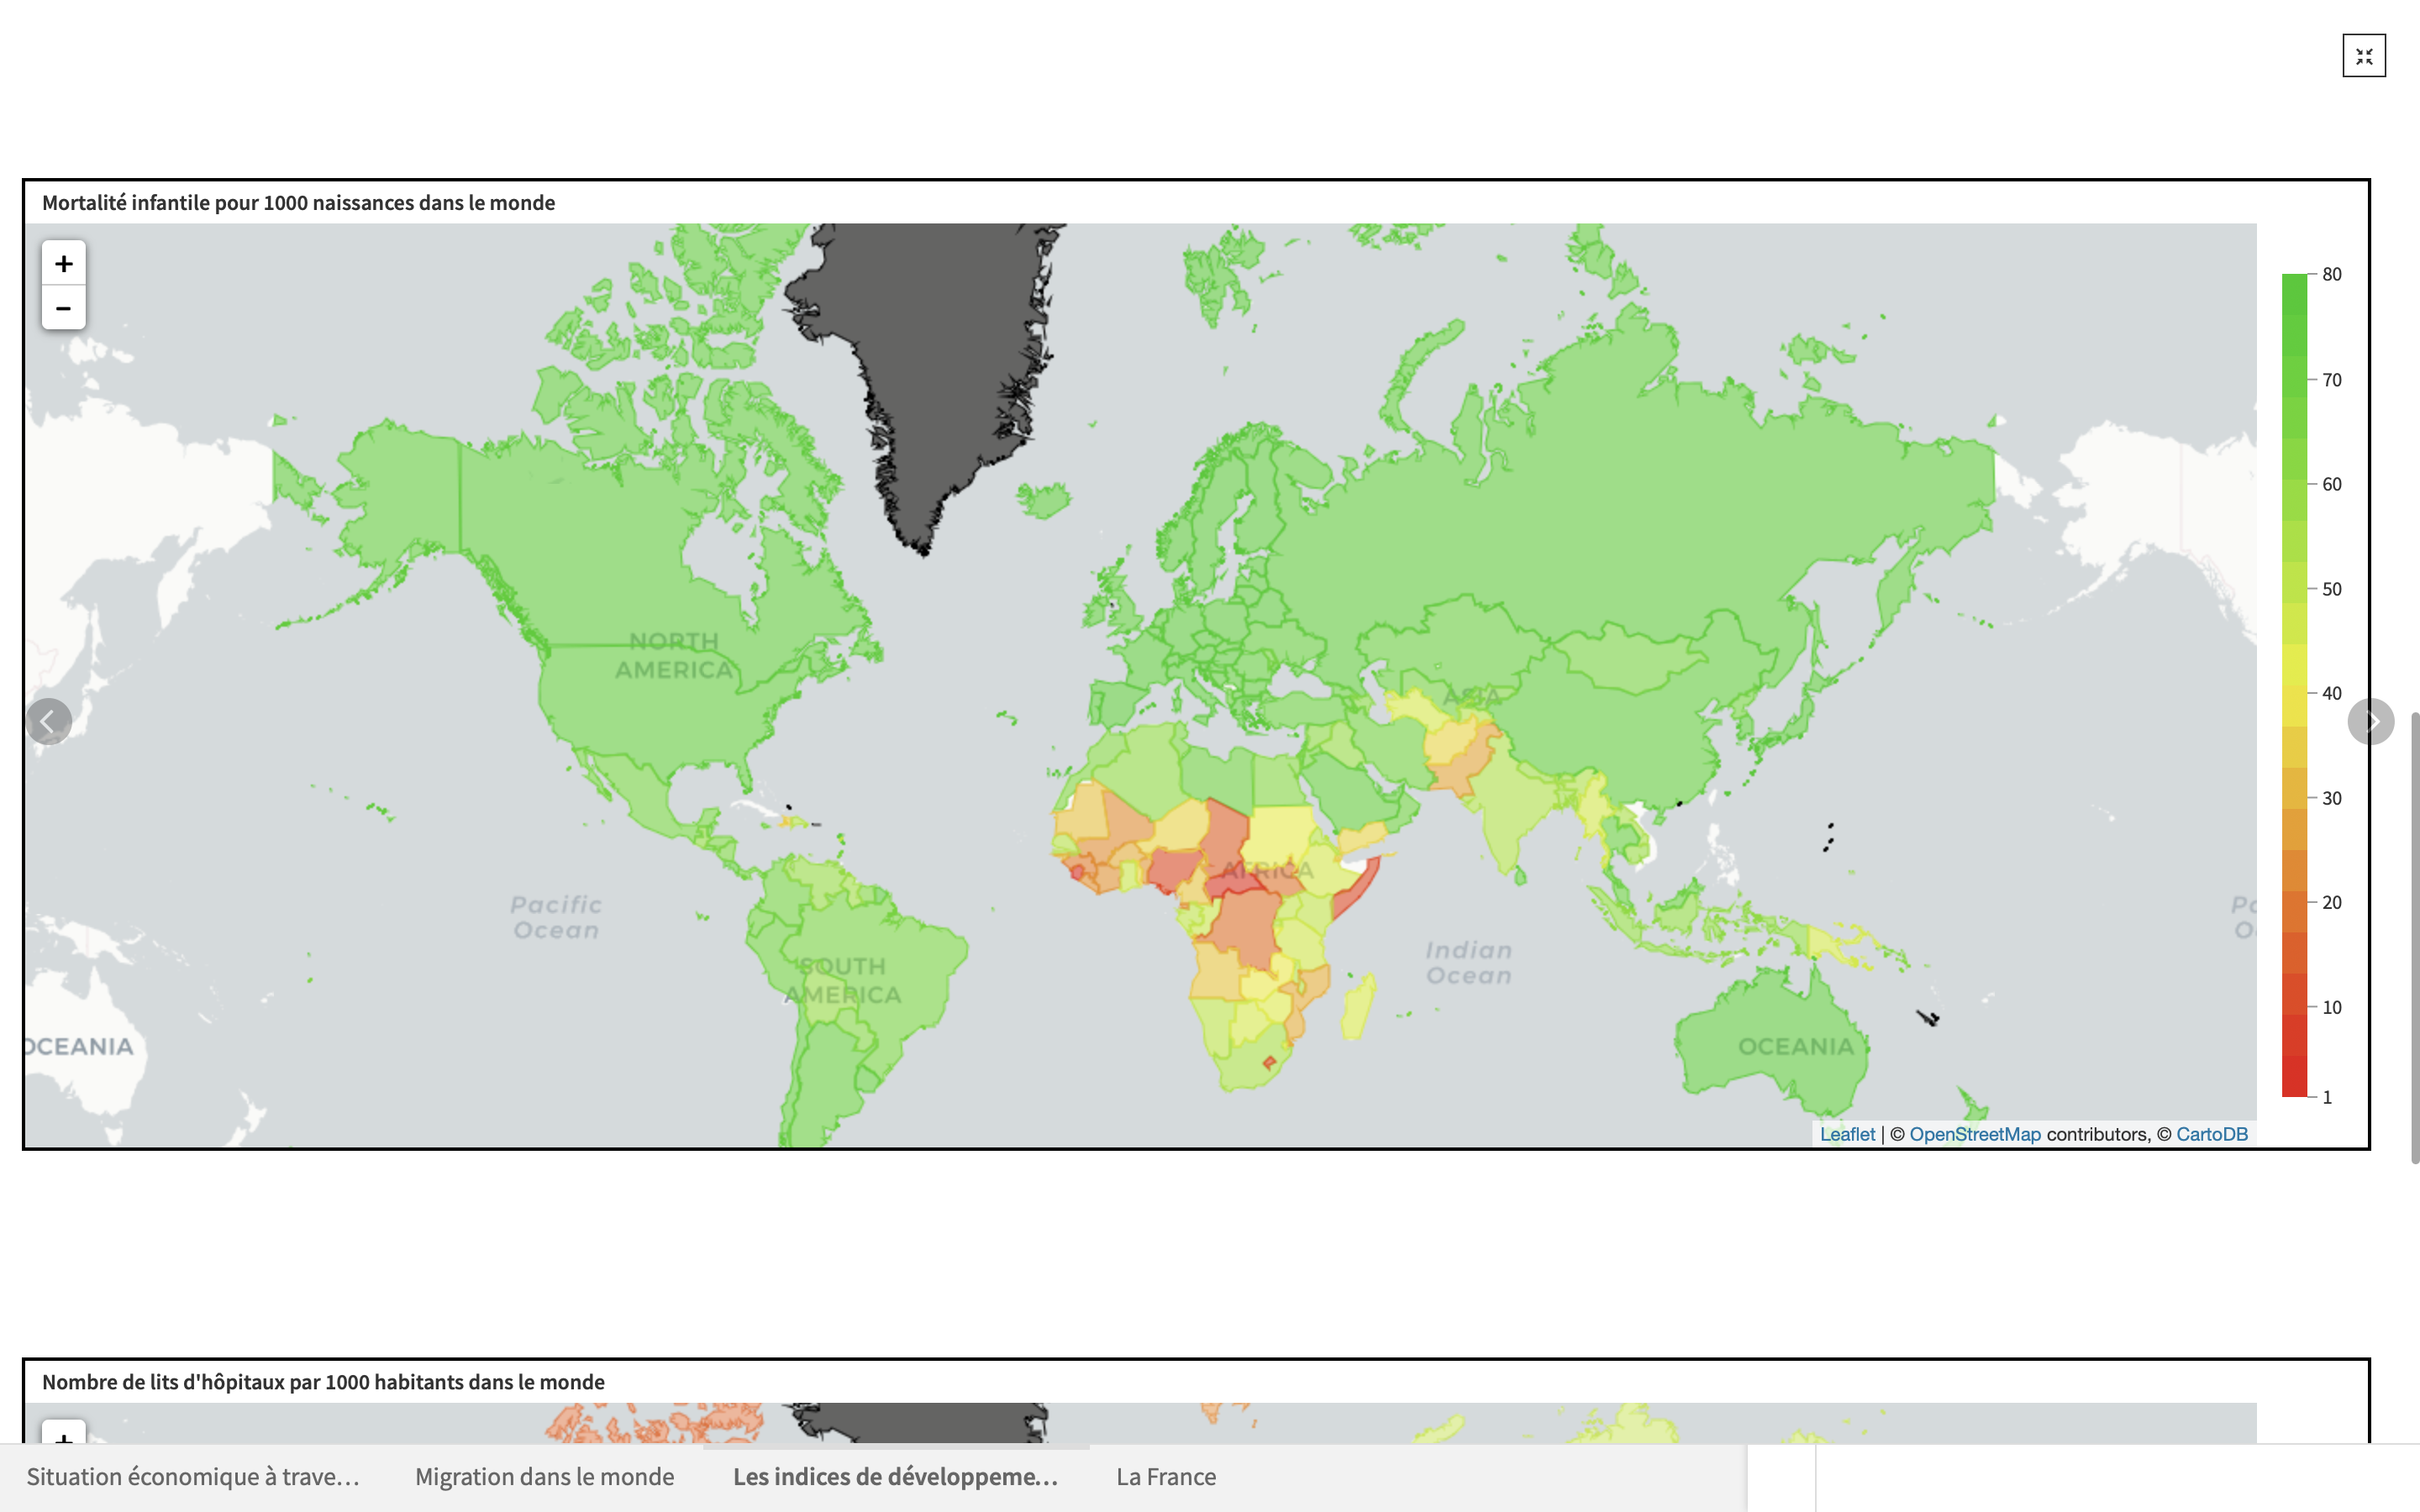 Mortalité infantile pour 1000 naissances dans le monde
+
−
80
70
60
50
40
30
20
10
1
NORTH
AMERICA
ASIA
AFRICA
Pacific
Ocean
SOUTH
AMERICA
Indian
Ocean
OCEANIA
OCEANIA
Leaflet | © OpenStreetMap contributors, © CartoDB
Nombre de lits d'hôpitaux par 1000 habitants dans le monde
+
Situation économique à trave…
Migration dans le monde
Les indices de développeme…
La France